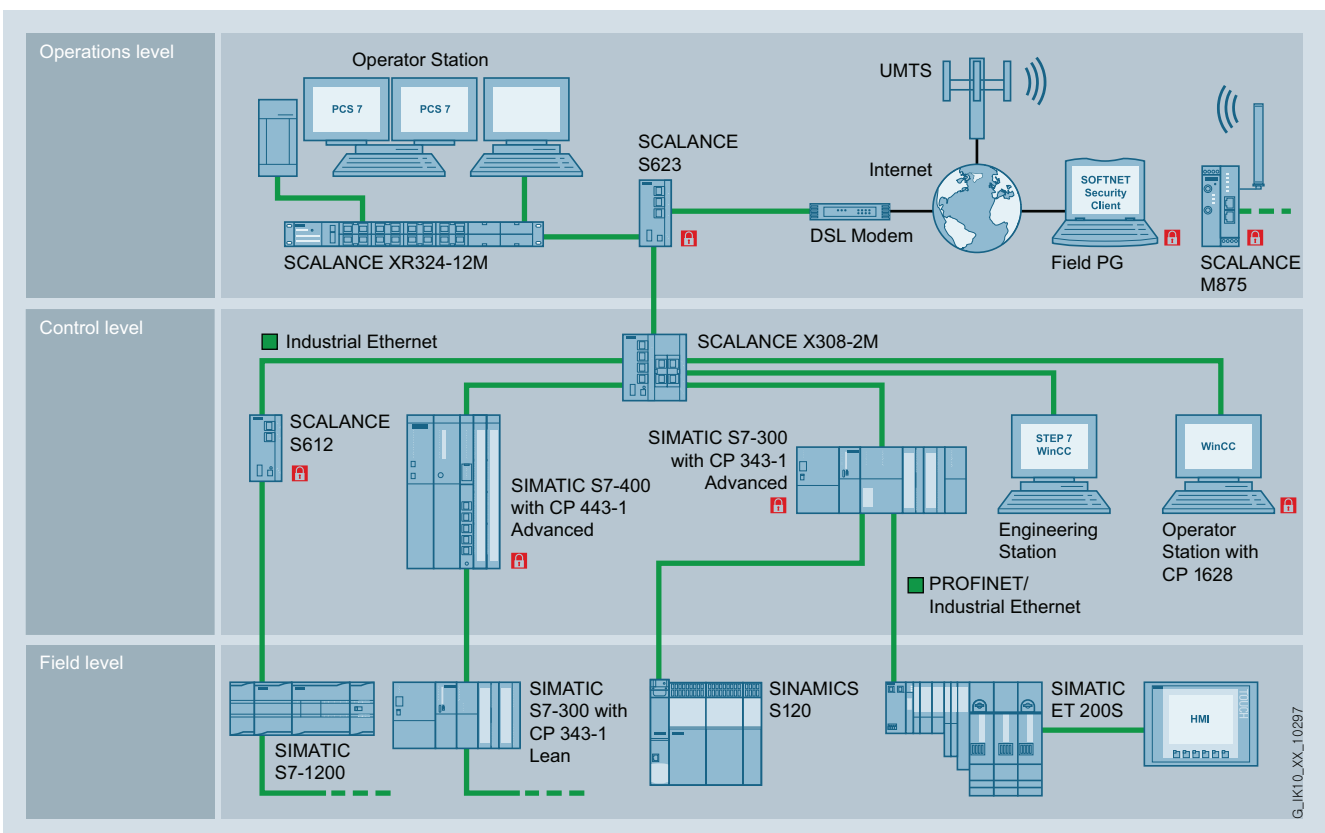 Operations level
Operator Station
PCS 7
PCS 7
SCALANCE XR324-12M
SCALANCE
S623
DSL Modem
UMTS
Internet
SOFTNET
Security
Client
Field PG
SCALANCE
M875
Control level
Industrial Ethernet
SCALANCE X308-2M
SCALANCE
S612
SIMATIC S7-400
with CP 443-1
Advanced
SIMATIC S7-300
with CP 343-1
Advanced
STEP 7
WinCC
Engineering
Station
WinCC
Operator
Station with
CP 1628
PROFINET/
Industrial Ethernet
Field level
SIMATIC
S7-1200
SIMATIC
S7-300 with
CP 343-1
Lean
SINAMICS
S120
SIMATIC
ET 200S
HMI
TOUCH
G_IK10_XX_10297